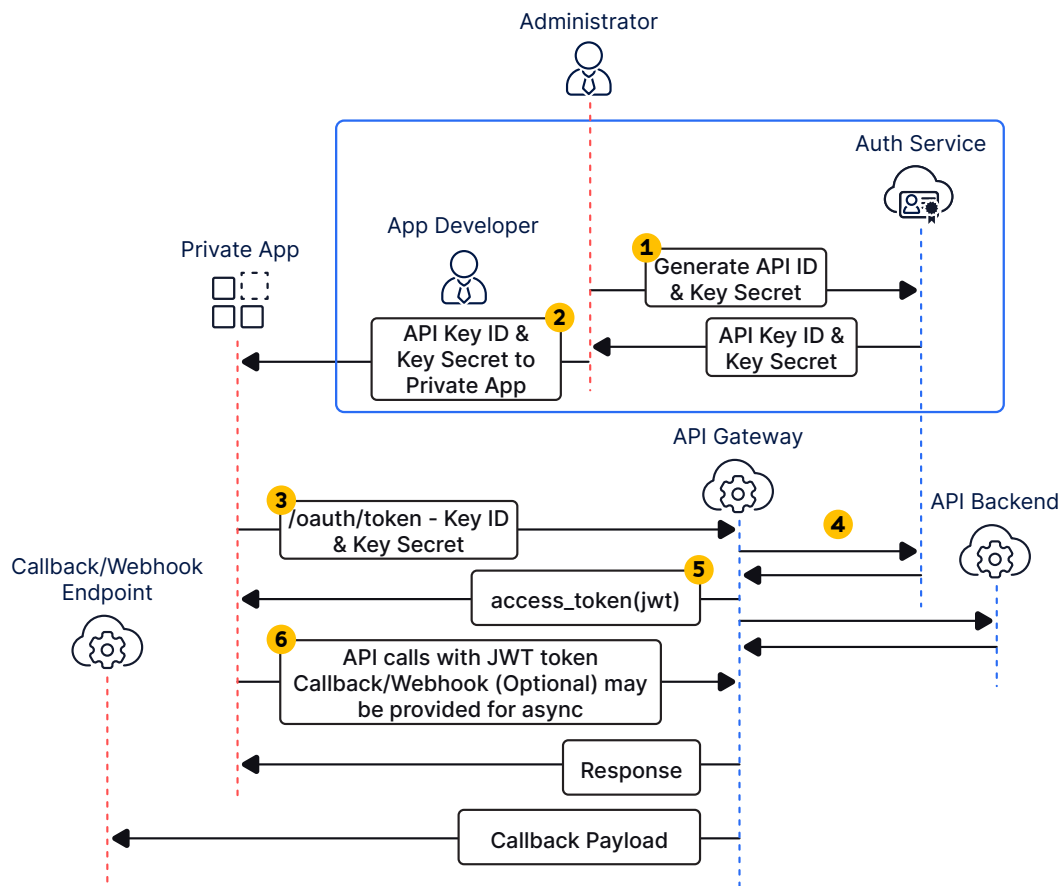 Administrator
Auth Service
App Developer
Private App
1
Generate API ID
& Key Secret
2
API Key ID &
Key Secret to
Private App
API Key ID &
Key Secret
API Gateway
3
/oauth/token - Key ID
& Key Secret
4
API Backend
Callback/Webhook
Endpoint
5
access_token(jwt)
6
API calls with JWT token
Callback/Webhook (Optional) may
be provided for async
Response
Callback Payload